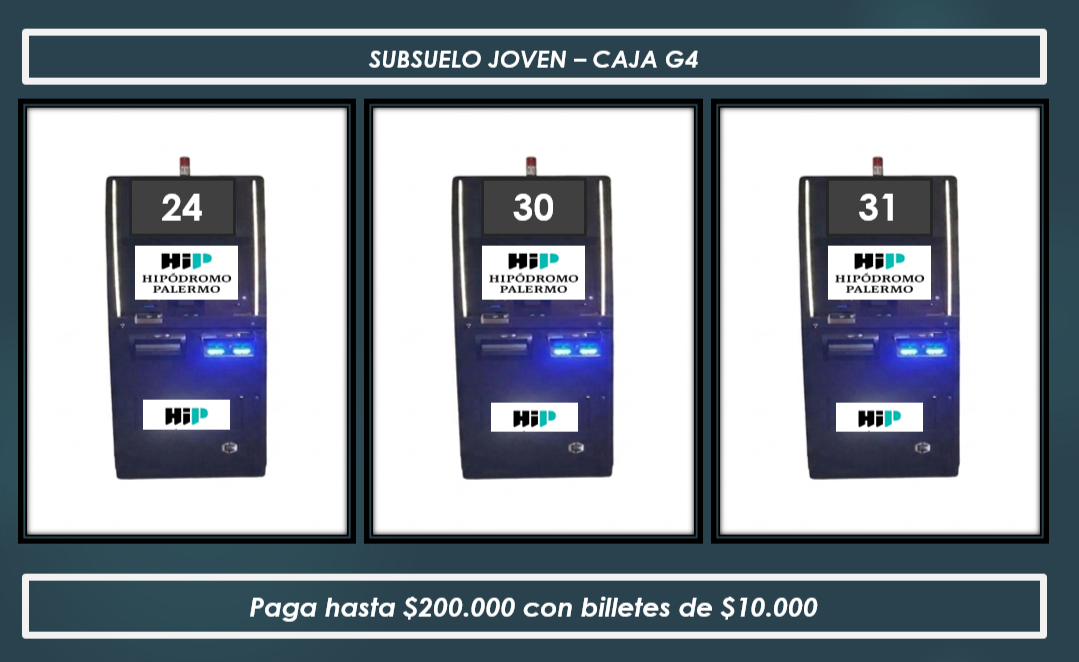 SUBSUELO JOVEN – CAJA G4
24
HiP
HIPÓDROMO
PALERMO
HiP
30
HiP
HIPÓDROMO
PALERMO
HiP
31
HiP
HIPÓDROMO
PALERMO
HiP
Paga hasta $200.000 con billetes de $10.000